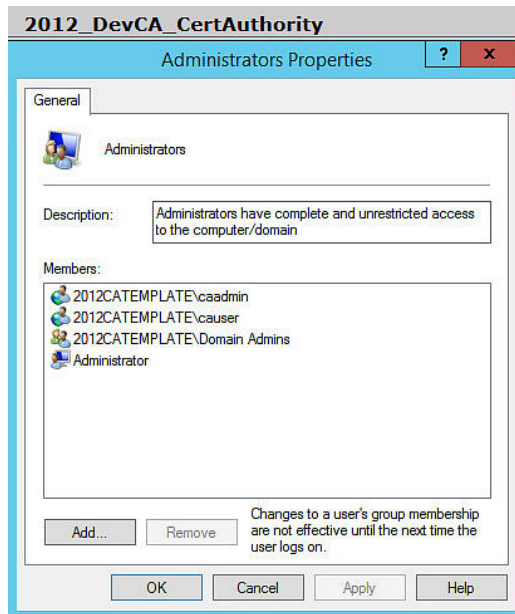 2012_DevCA_CertAuthority
Administrators Properties
?
x
General
Administrators
Description:
Administrators have complete and unrestricted access
to the computer/domain
Members:
2012CATEMPLATE\caadmin
2012CATEMPLATE\causer
2012CATEMPLATE\Domain Admins
Administrator
Add...
Remove
Changes to a user's group membership
are not effective until the next time the
user logs on.
OK
Cancel
Apply
Help